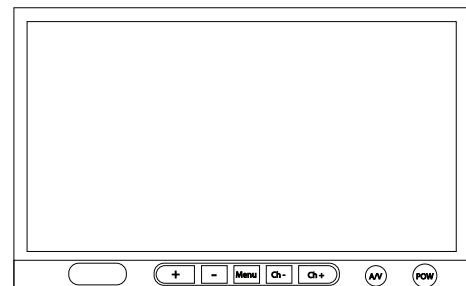 + - Menu Ch - Ch + A/V POW